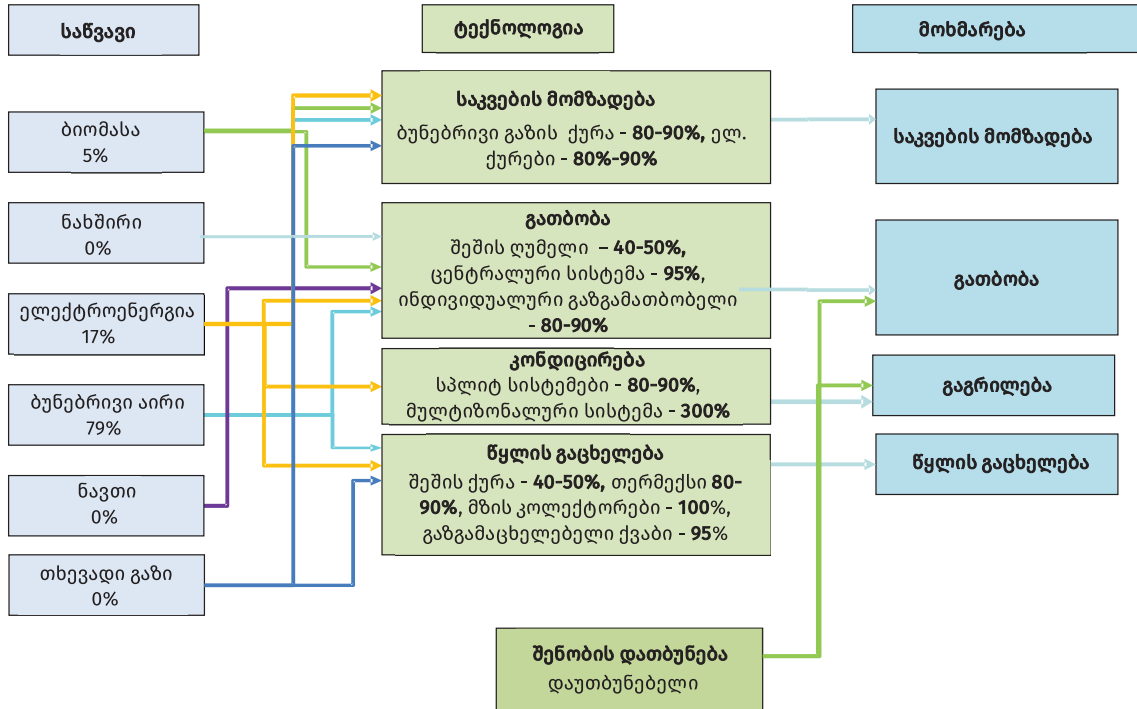 საწვავი
ტექნოლოგია
მოხმარება
ბიომასა
5%
ნახშირი
0%
ელექტროენერგია
17%
ბუნებრივი აირი
79%
ნავთი
0%
თხევადი გაზი
0%
საკვების მომზადება
ბუნებრივი გაზის ქურა - 80-90%, ელ.
ქურები - 80%-90%
გათბობა
შეშის ღუმელი – 40-50%,
ცენტრალური სისტემა - 95%,
ინდივიდუალური გაზგამათბობელი
- 80-90%
კონდიცირება
სპლიტ სისტემები - 80-90%,
მულტიზონალური სისტემა - 300%
წყლის გაცხელება
შეშის ქურა - 40-50%, თერმექსი 80-
90%, მზის კოლექტორები - 100%,
გაზგამაცხელებელი ქვაბი - 95%
შენობის დათბუნება
დაუთბუნებელი
საკვების მომზადება
გათბობა
გაგრილება
წყლის გაცხელება